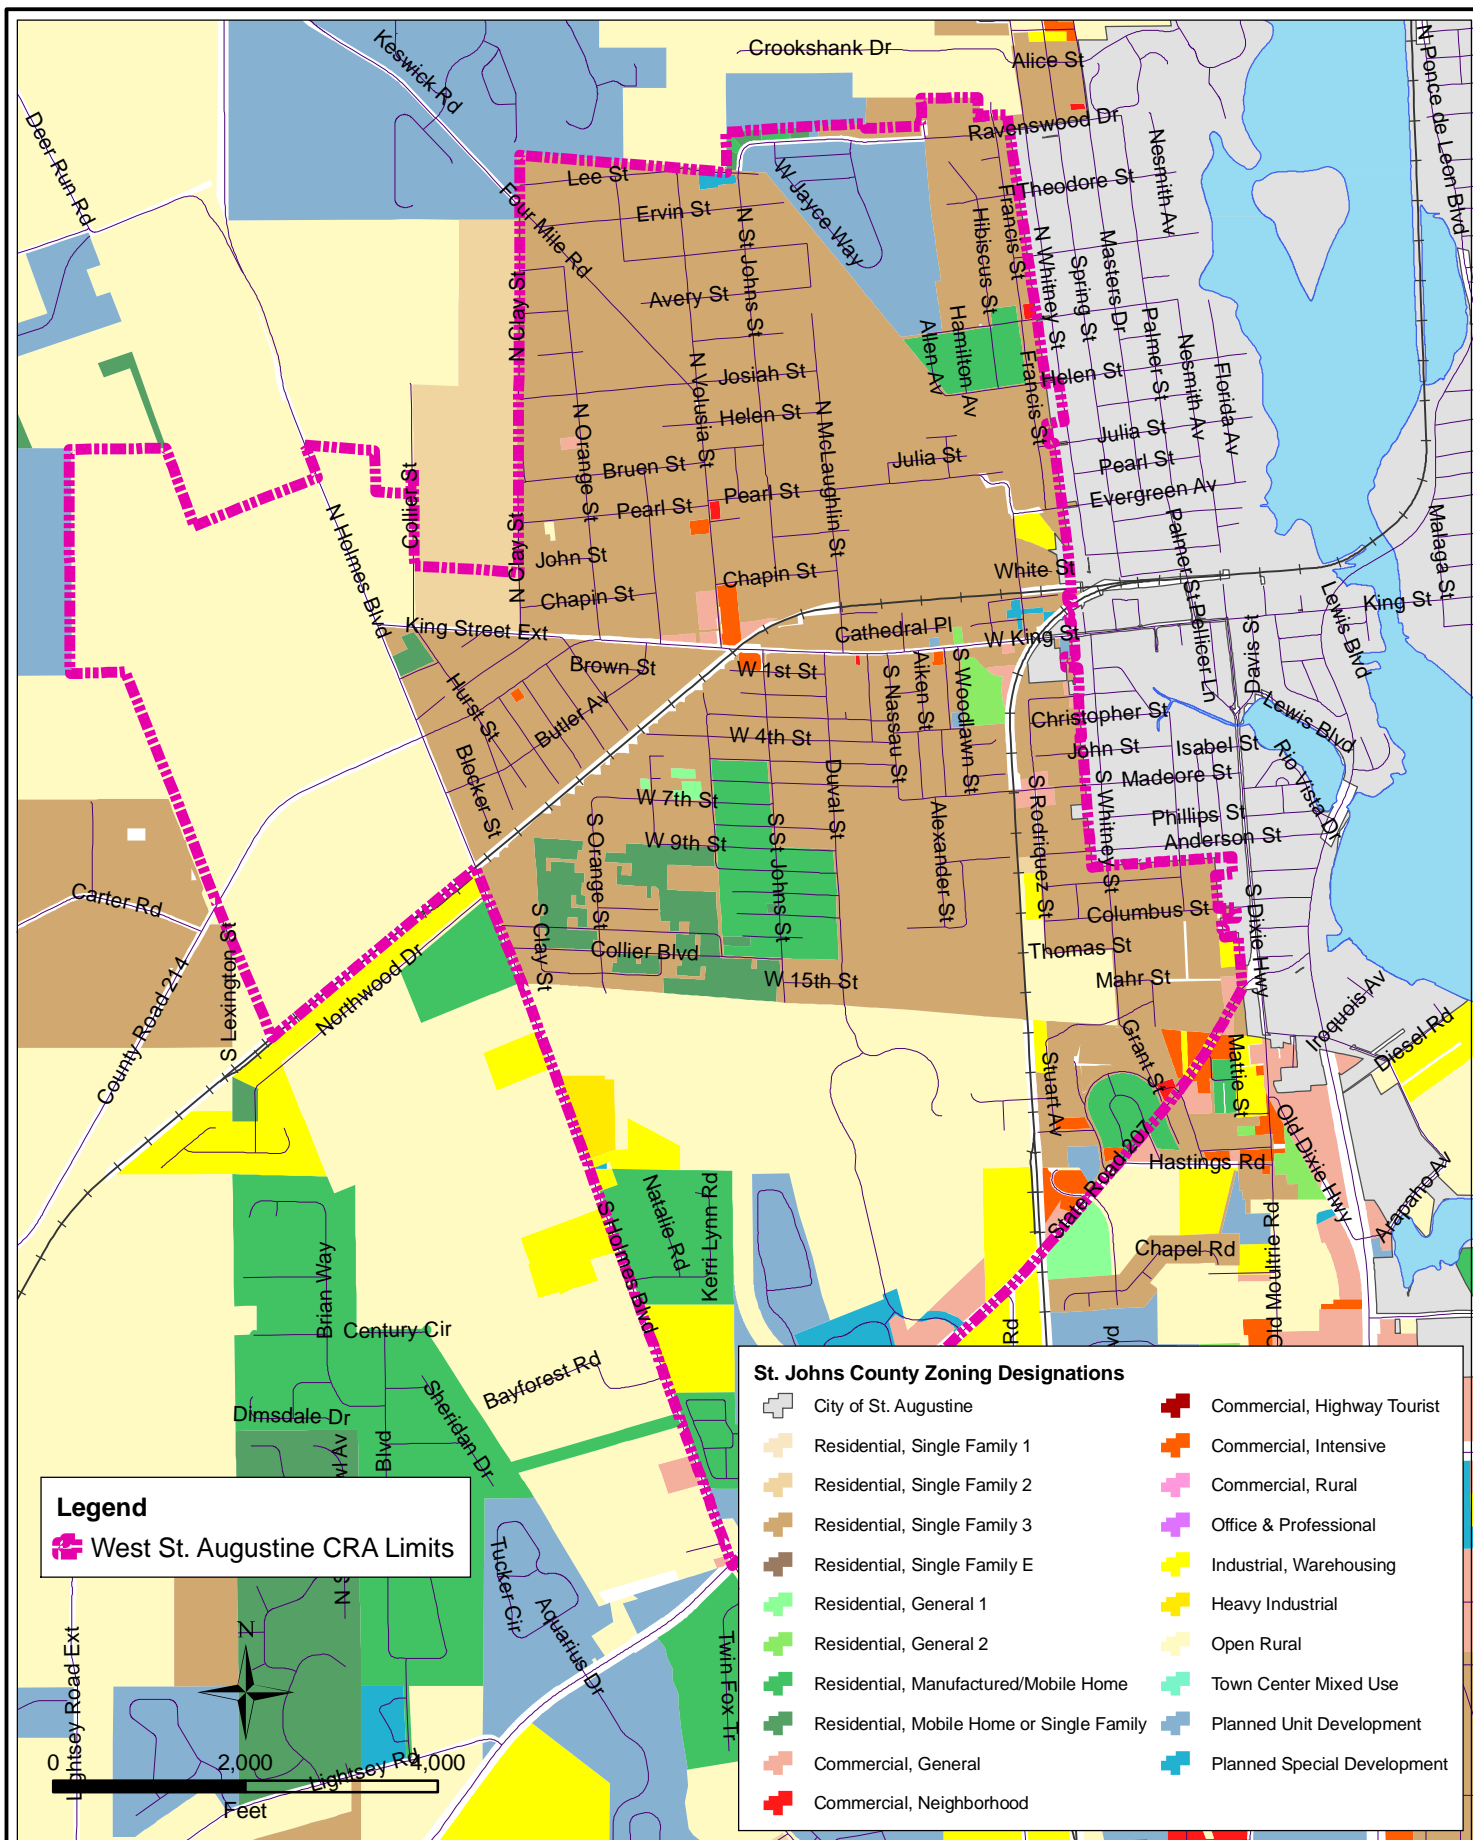 Crookshank Dr
Alice St
Keswick Rd
N Ponce de Leon Blvd
Deer Run Rd
Ravenswood Dr
Nesmith Av
Lee St
W Jayce Way
Theodore St
Four Mile Rd
Ervin St
N St Johns St
Hibiscus St
Francis St
N Whitney St
Spring St
Masters Dr
N Clay St
Avery St
Allen Av
Hamilton Av
Palmer St
Nesmith Av
Florida Av
Josiah St
Francis St
Helen St
N Volusia St
Helen St
N Orange St
N McLaughlin St
Julia St
Julia St
Bruen St
Pearl St
Collier St
Pearl St
Pearl St
Evergreen Av
N Holmes Blvd
N Clay St
Palmer St
Malaga St
John St
White St
Chapin St
Chapin St
Pellicer Ln
Lewis Blvd
King St
King Street Ext
Cathedral Pl
W King St
Davis St
Brown St
W 1st St
Aiken St
S Woodlawn St
S Nassau St
Hurst St
Butler Av
Christopher St
Lewis Blvd
W 4th St
John St
Isabel St
Blocker St
Rio Vista Dr
Madeore St
W 7th St
Duval St
S Rodriquez St
S Whitney St
Phillips St
Alexander St
S Orange St
W 9th St
S St Johns St
Anderson St
Carter Rd
S Dixie Hwy
Columbus St
S Clay St
Collier Blvd
Thomas St
S Lexington St
Northwood Dr
W 15th St
Mahr St
County Road 214
Iroquois Av
Diesel Rd
Stuart Av
Grant St
Mattie St
Old Dixie Hwy
Hastings Rd
State Road 207
Natalie Rd
Kerri Lynn Rd
Arapaho Av
S Holmes Blvd
Chapel Rd
Old Moultrie Rd
Brian Way
Century Cir
Rd
vd
Bayforest Rd
Sheridan Dr
Dimsdale Dr
wl Av
Blvd
N S
Tucker Cir
Aquarius Dr
Twin Fox Tr
Lightsey Road Ext
Lightsey Rd
Legend
West St. Augustine CRA Limits
N
0 2,000 4,000
Feet
St. Johns County Zoning Designations
City of St. Augustine
Residential, Single Family 1
Residential, Single Family 2
Residential, Single Family 3
Residential, Single Family E
Residential, General 1
Residential, General 2
Residential, Manufactured/Mobile Home
Residential, Mobile Home or Single Family
Commercial, General
Commercial, Neighborhood
Commercial, Highway Tourist
Commercial, Intensive
Commercial, Rural
Office & Professional
Industrial, Warehousing
Heavy Industrial
Open Rural
Town Center Mixed Use
Planned Unit Development
Planned Special Development